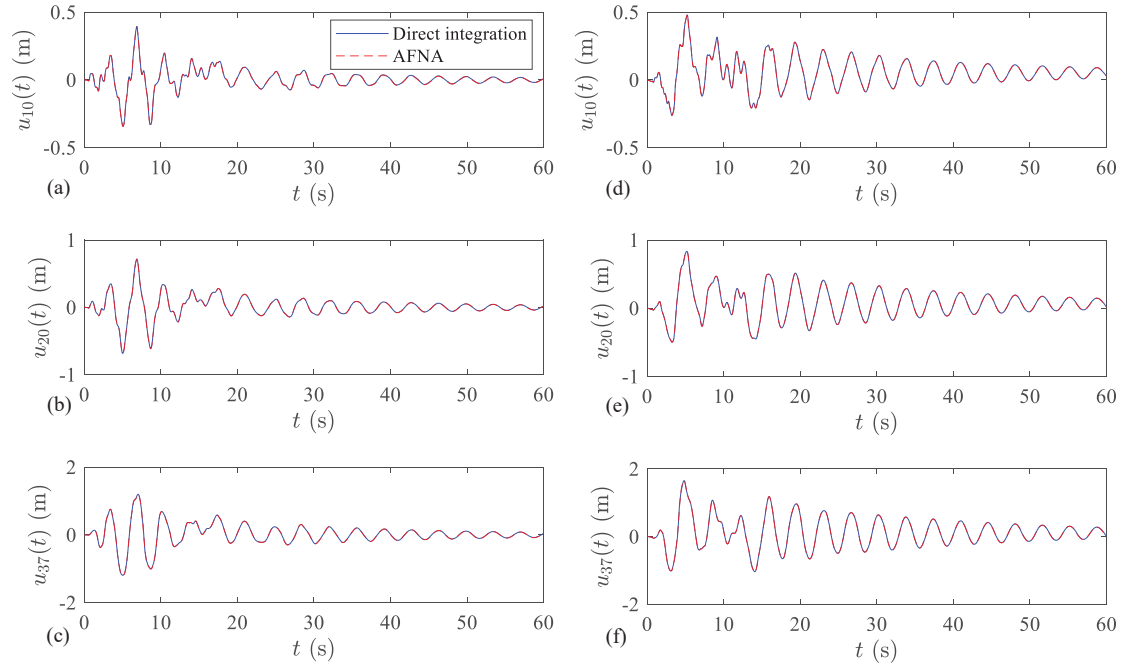 0.5
0
-0.5
u10(t) (m)
Direct integration
AFNA
0 10 20 30 40 50 60
t (s)
(a)
0.5
0
-0.5
u10(t) (m)
0 10 20 30 40 50 60
t (s)
(d)
1
0
-1
u20(t) (m)
0 10 20 30 40 50 60
t (s)
(b)
1
0
-1
u20(t) (m)
0 10 20 30 40 50 60
t (s)
(e)
2
0
-2
u37(t) (m)
0 10 20 30 40 50 60
t (s)
(c)
2
0
-2
u37(t) (m)
0 10 20 30 40 50 60
t (s)
(f)